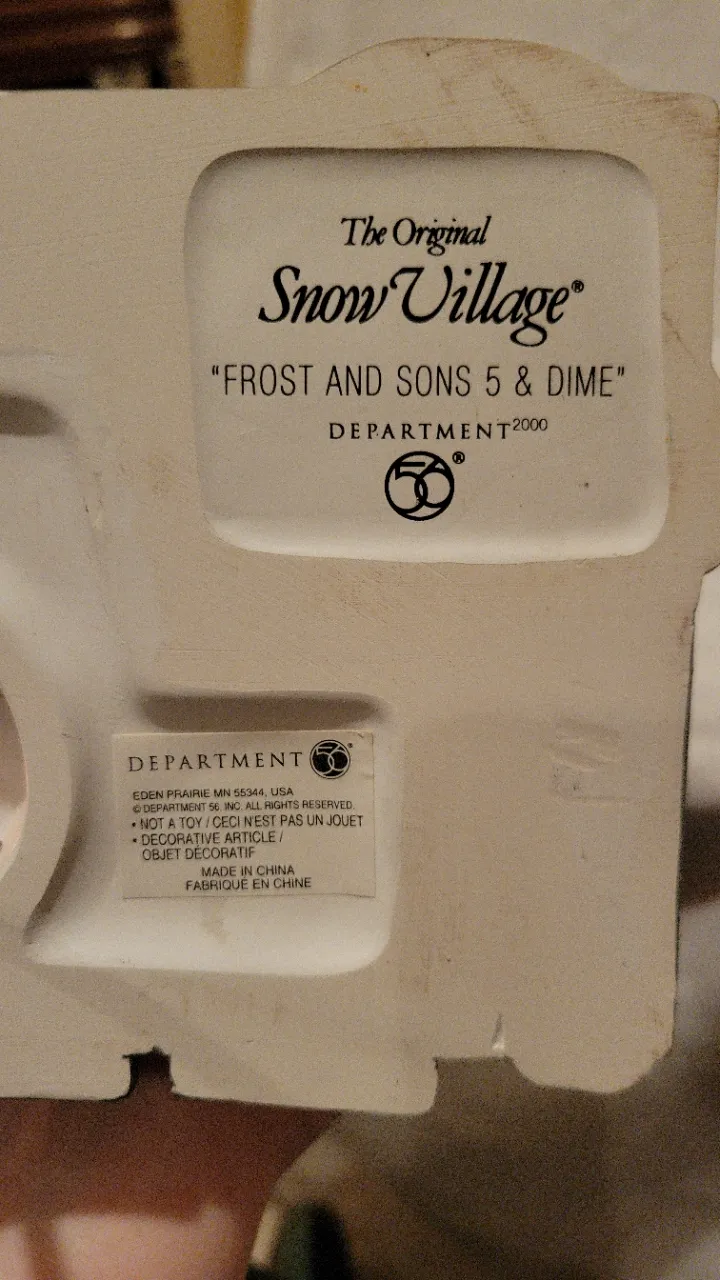 The Original
Snow Village®
"FROST AND SONS 5 & DIME"
DEPARTMENT2000
56®
DEPARTMENT 56®
EDEN PRAIRIE MN 55344, USA
© DEPARTMENT 56, INC. ALL RIGHTS RESERVED.
• NOT A TOY / CECI N'EST PAS UN JOUET
• DECORATIVE ARTICLE /
OBJET DÉCORATIF
MADE IN CHINA
FABRIQUÉ EN CHINE